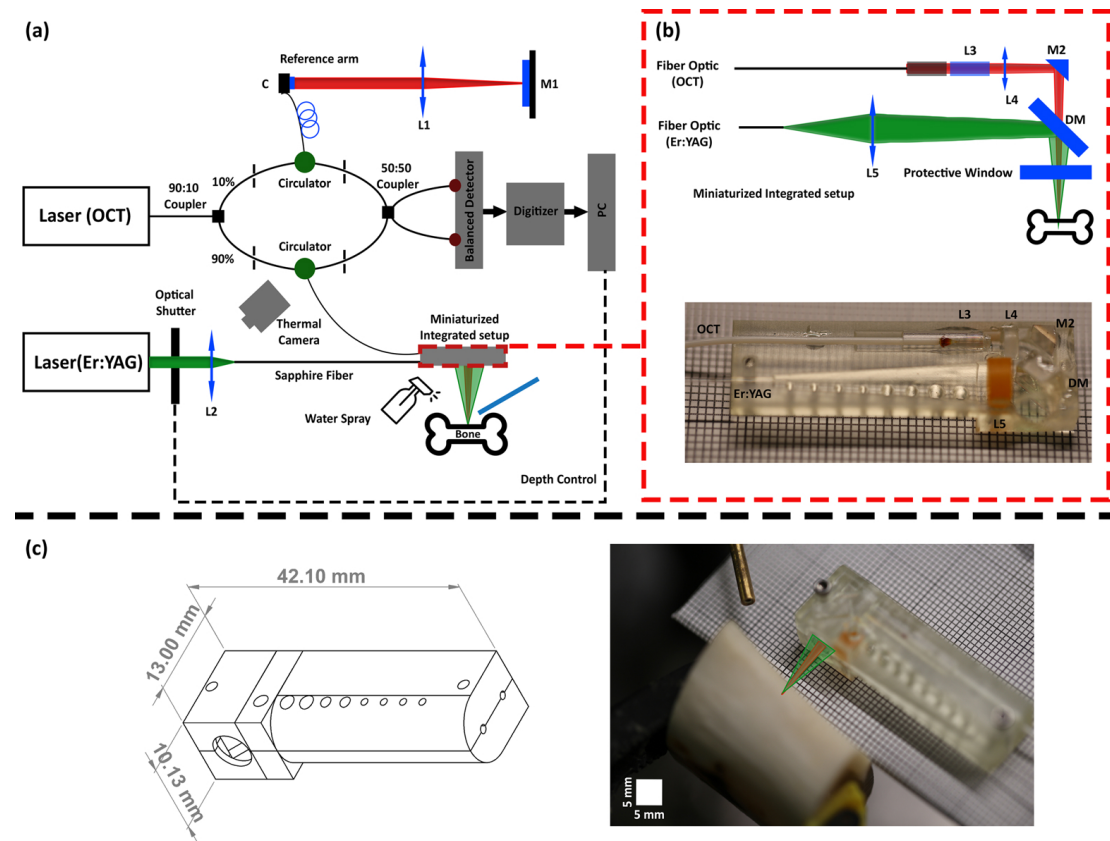 (a)
Reference arm
C
M1
L1
90:10
Coupler
10%
Circulator
50:50
Coupler
Laser (OCT)
Balanced Detector
Digitizer
PC
90%
Circulator
Optical
Shutter
Thermal
Camera
Miniaturized
Integrated setup
Laser(Er:YAG)
Sapphire Fiber
L2
Water Spray
Bone
Depth Control
(b)
L3
M2
Fiber Optic
(OCT)
L4
DM
Fiber Optic
(Er:YAG)
L5
Protective Window
Miniaturized Integrated setup
OCT
L3
L4
M2
Er:YAG
DM
L5
(c)
42.10 mm
13.00 mm
10.13 mm
5 mm
5 mm